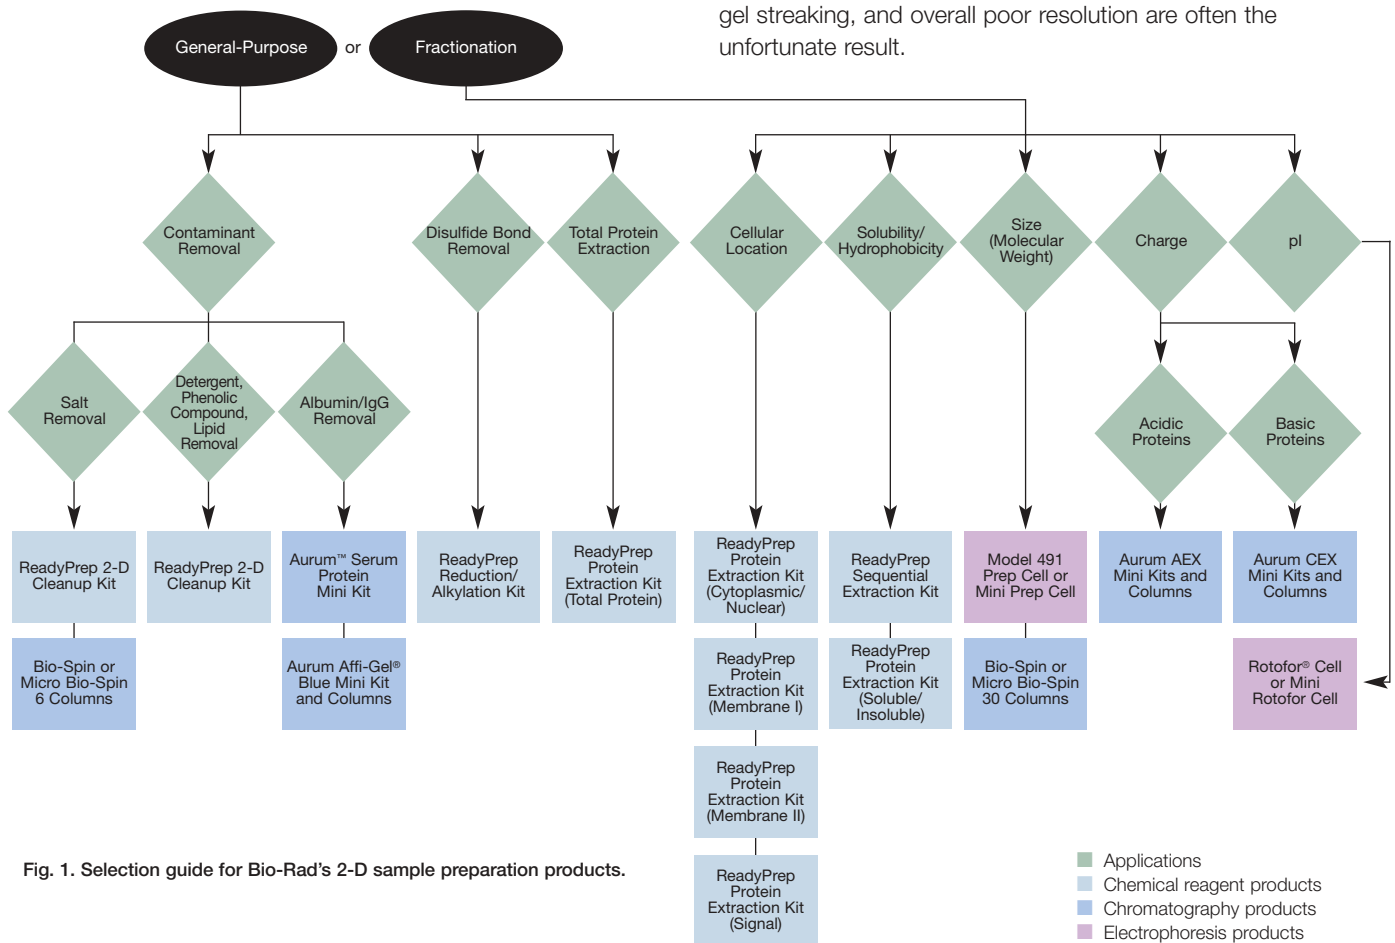 gel streaking, and overall poor resolution are often the
unfortunate result.
General-Purpose
or
Fractionation
Contaminant
Removal
Disulfide Bond
Removal
Total Protein
Extraction
Cellular
Location
Solubility/
Hydrophobicity
Size
(Molecular
Weight)
Charge
pI
Salt
Removal
Detergent,
Phenolic
Compound,
Lipid
Removal
Albumin/IgG
Removal
Acidic
Proteins
Basic
Proteins
ReadyPrep 2-D
Cleanup Kit
ReadyPrep 2-D
Cleanup Kit
Aurum™ Serum
Protein
Mini Kit
ReadyPrep
Reduction/
Alkylation Kit
ReadyPrep
Protein
Extraction Kit
(Total Protein)
ReadyPrep
Protein
Extraction Kit
(Cytoplasmic/
Nuclear)
ReadyPrep
Sequential
Extraction Kit
Model 491
Prep Cell or
Mini Prep Cell
Aurum AEX
Mini Kits and
Columns
Aurum CEX
Mini Kits and
Columns
Bio-Spin or
Micro Bio-Spin
6 Columns
Aurum Affi-Gel®
Blue Mini Kit
and Columns
ReadyPrep
Protein
Extraction Kit
(Membrane I)
ReadyPrep
Protein
Extraction Kit
(Soluble/
Insoluble)
Bio-Spin or
Micro Bio-Spin
30 Columns
Rotofor® Cell
or Mini
Rotofor Cell
ReadyPrep
Protein
Extraction Kit
(Membrane II)
ReadyPrep
Protein
Extraction Kit
(Signal)
Fig. 1. Selection guide for Bio-Rad's 2-D sample preparation products.
Applications
Chemical reagent products
Chromatography products
Electrophoresis products